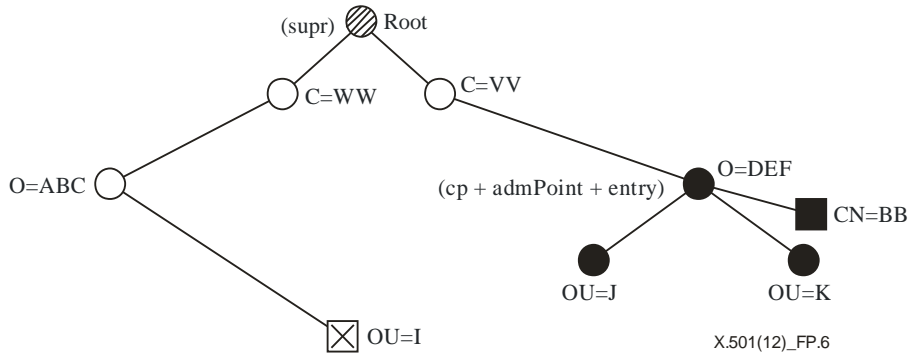 (supr) Root
C=WW
C=VV
O=ABC
O=DEF
(cp + admPoint + entry)
CN=BB
OU=J
OU=K
OU=I
X.501(12)_FP.6